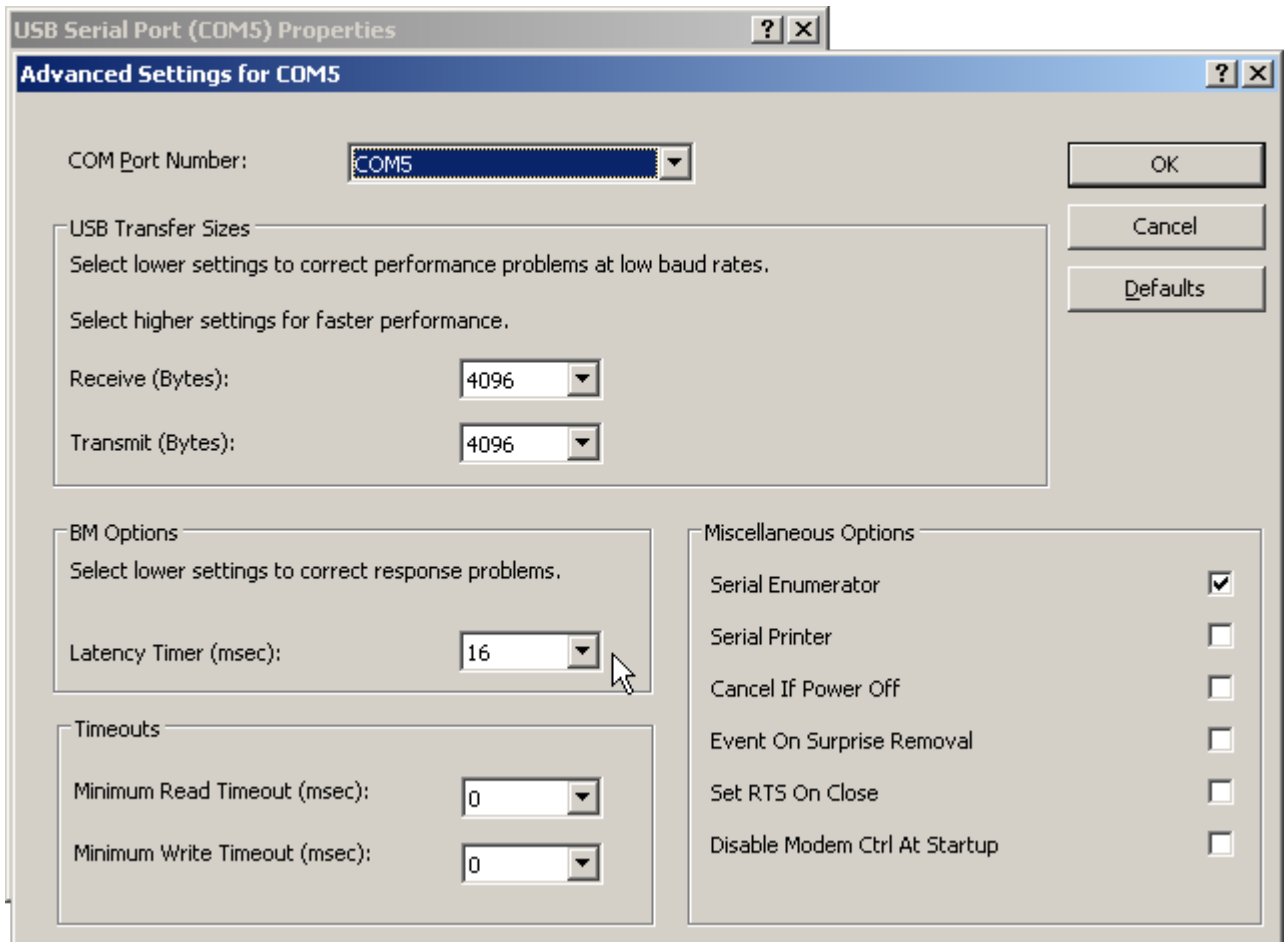 USB Serial Port (COM5) Properties
Advanced Settings for COM5
COM Port Number:
COM5
OK
Cancel
Defaults
USB Transfer Sizes
Select lower settings to correct performance problems at low baud rates.
Select higher settings for faster performance.
Receive (Bytes):
4096
Transmit (Bytes):
4096
BM Options
Select lower settings to correct response problems.
Latency Timer (msec):
16
Timeouts
Minimum Read Timeout (msec):
0
Minimum Write Timeout (msec):
0
Miscellaneous Options
Serial Enumerator
Serial Printer
Cancel If Power Off
Event On Surprise Removal
Set RTS On Close
Disable Modem Ctrl At Startup